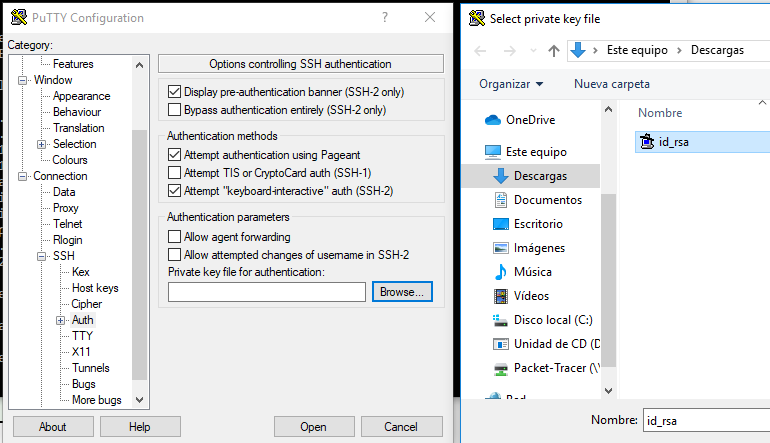 PuTTY Configuration
?
Category:
Features
Window
Appearance
Behaviour
Translation
Selection
Colours
Connection
Data
Proxy
Telnet
Rlogin
SSH
Kex
Host keys
Cipher
Auth
TTY
X11
Tunnels
Bugs
More bugs
Options controlling SSH authentication
Display pre-authentication banner (SSH-2 only)
Bypass authentication entirely (SSH-2 only)
Authentication methods
Attempt authentication using Pageant
Attempt TIS or CryptoCard auth (SSH-1)
Attempt "keyboard-interactive" auth (SSH-2)
Authentication parameters
Allow agent forwarding
Allow attempted changes of username in SSH-2
Private key file for authentication:
Browse...
About
Help
Open
Cancel
Select private key file
Este equipo > Descargas
Organizar
Nueva carpeta
Nombre
OneDrive
id_rsa
Este equipo
Descargas
Documentos
Escritorio
Imágenes
Música
Vídeos
Disco local (C:)
Unidad de CD (D
Packet-Tracer (\\
Nombre:
id_rsa